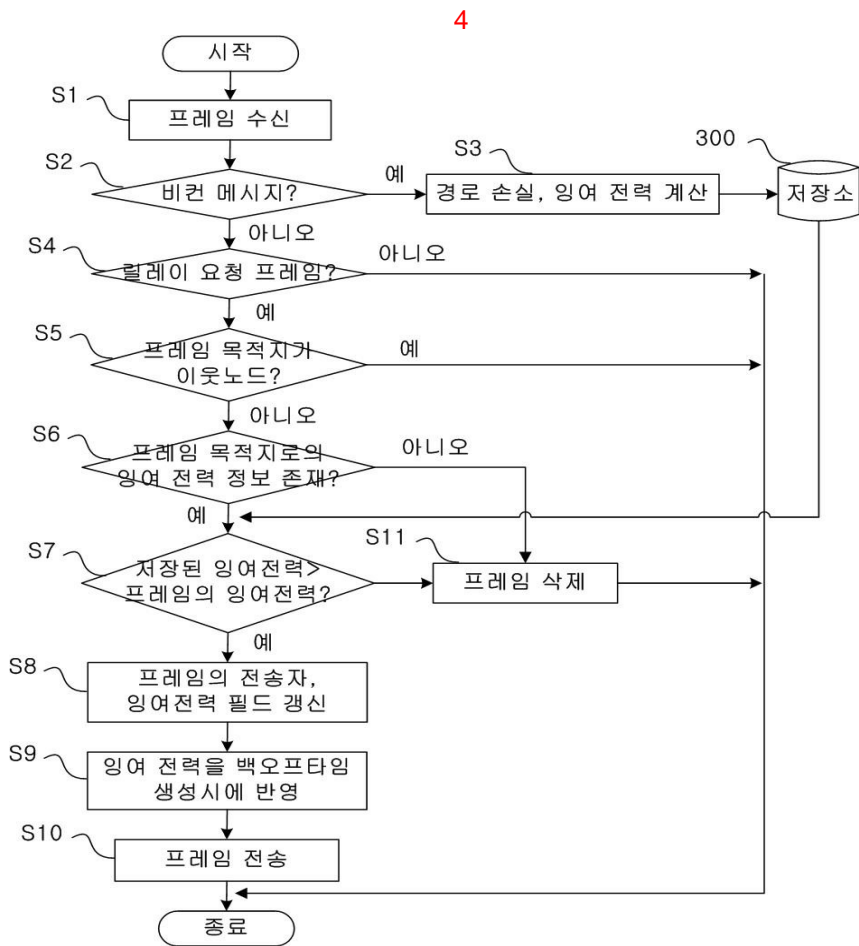 4
시작
S1
프레임 수신
S2
비컨 메시지?
예
S3
경로 손실, 잉여 전력 계산
300
저장소
아니오
S4
릴레이 요청 프레임?
아니오
예
S5
프레임 목적지가
이웃노드?
예
아니오
S6
프레임 목적지로의
잉여 전력 정보 존재?
아니오
예
S7
저장된 잉여전력>
프레임의 잉여전력?
S11
프레임 삭제
예
S8
프레임의 전송자,
잉여전력 필드 갱신
S9
잉여 전력을 백오프타임
생성시에 반영
S10
프레임 전송
종료